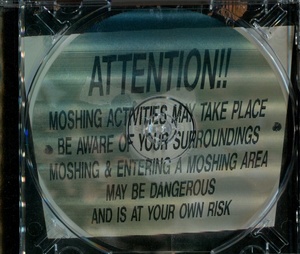 ATTENTION!!
MOSHING ACTIVITIES MAY TAKE PLACE
BE AWARE OF YOUR SURROUNDINGS
MOSHING & ENTERING A MOSHING AREA
MAY BE DANGEROUS
AND IS AT YOUR OWN RISK